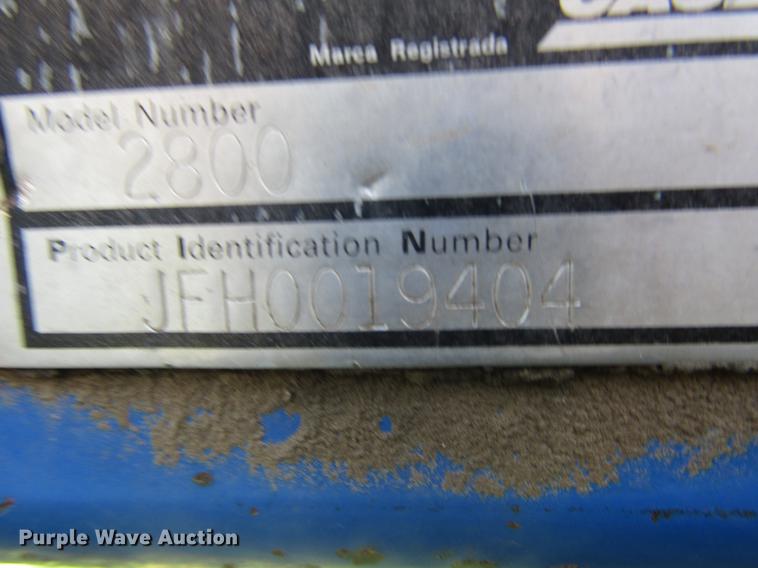 Marca Registrada
Model Number
2800
Product Identification Number
JFH0019404
Purple Wave Auction